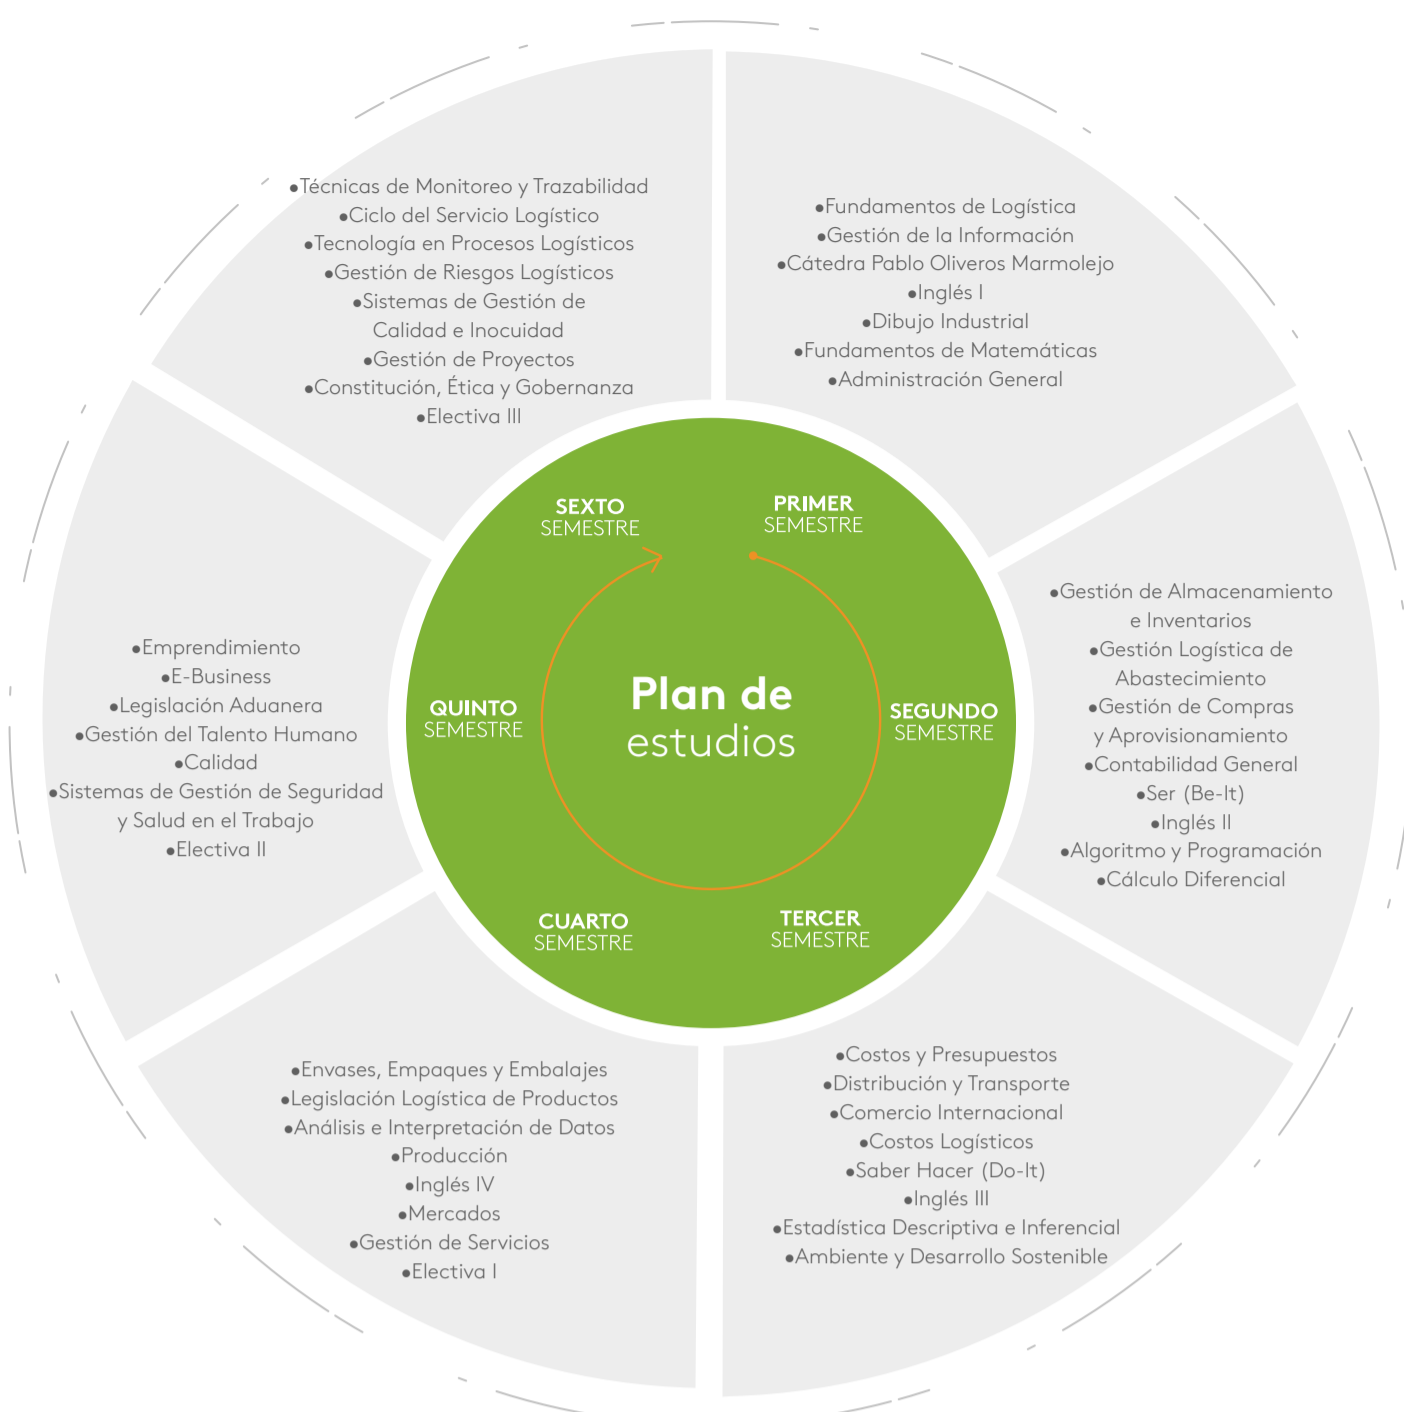 Plan de
estudios
PRIMER
SEMESTRE
•Fundamentos de Logística
•Gestión de la Información
•Cátedra Pablo Oliveros Marmolejo
•Inglés I
•Dibujo Industrial
•Fundamentos de Matemáticas
•Administración General
SEGUNDO
SEMESTRE
•Gestión de Almacenamiento
e Inventarios
•Gestión Logística de
Abastecimiento
•Gestión de Compras
y Aprovisionamiento
•Contabilidad General
•Ser (Be-It)
•Inglés II
•Algoritmo y Programación
•Cálculo Diferencial
TERCER
SEMESTRE
•Costos y Presupuestos
•Distribución y Transporte
•Comercio Internacional
•Costos Logísticos
•Saber Hacer (Do-It)
•Inglés III
•Estadística Descriptiva e Inferencial
•Ambiente y Desarrollo Sostenible
CUARTO
SEMESTRE
•Envases, Empaques y Embalajes
•Legislación Logística de Productos
•Análisis e Interpretación de Datos
•Producción
•Inglés IV
•Mercados
•Gestión de Servicios
•Electiva I
QUINTO
SEMESTRE
•Emprendimiento
•E-Business
•Legislación Aduanera
•Gestión del Talento Humano
•Calidad
•Sistemas de Gestión de Seguridad
y Salud en el Trabajo
•Electiva II
SEXTO
SEMESTRE
•Técnicas de Monitoreo y Trazabilidad
•Ciclo del Servicio Logístico
•Tecnología en Procesos Logísticos
•Gestión de Riesgos Logísticos
•Sistemas de Gestión de
Calidad e Inocuidad
•Gestión de Proyectos
•Constitución, Ética y Gobernanza
•Electiva III